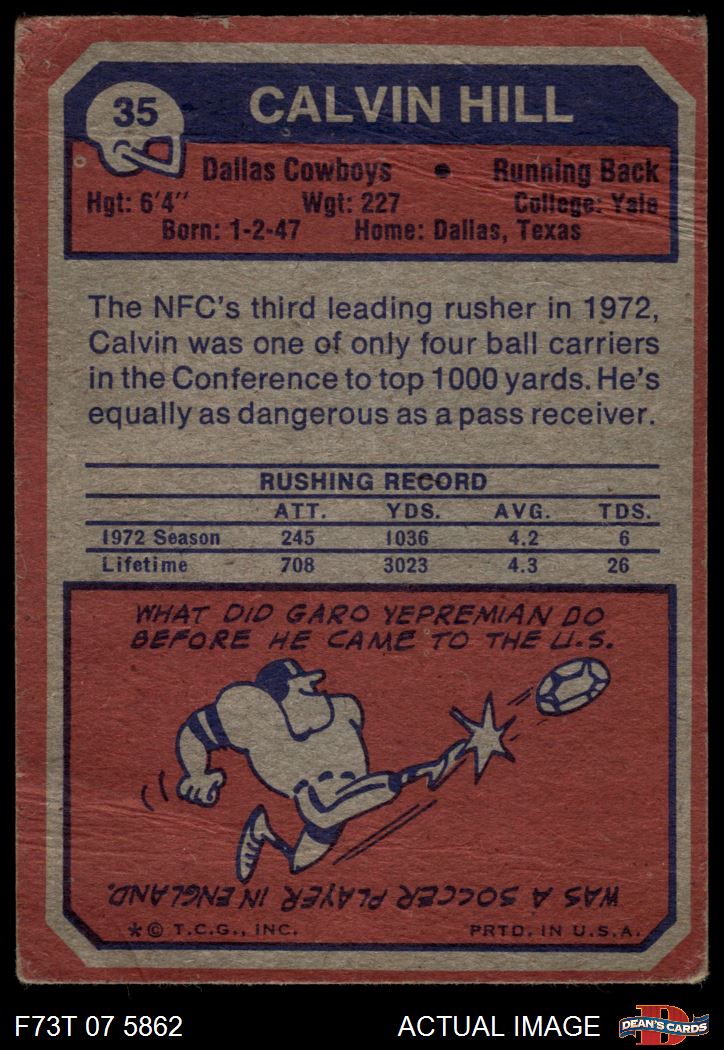 35
CALVIN HILL
Dallas Cowboys • Running Back
Hgt: 6'4" Wgt: 227 College: Yale
Born: 1-2-47 Home: Dallas, Texas
The NFC's third leading rusher in 1972,
Calvin was one of only four ball carriers
in the Conference to top 1000 yards. He's
equally as dangerous as a pass receiver.
RUSHING RECORD
ATT. YDS. AVG. TDS.
1972 Season 245 1036 4.2 6
Lifetime 708 3023 4.3 26
WHAT DID GARO YEPREMIAN DO
BEFORE HE CAME TO THE U.S.
WAS A SOCCER PLAYER IN ENGLAND.
*© T.C.G., INC. PRTD. IN U.S.A.
F73T 07 5862 ACTUAL IMAGE
D
DEAN'S CARDS